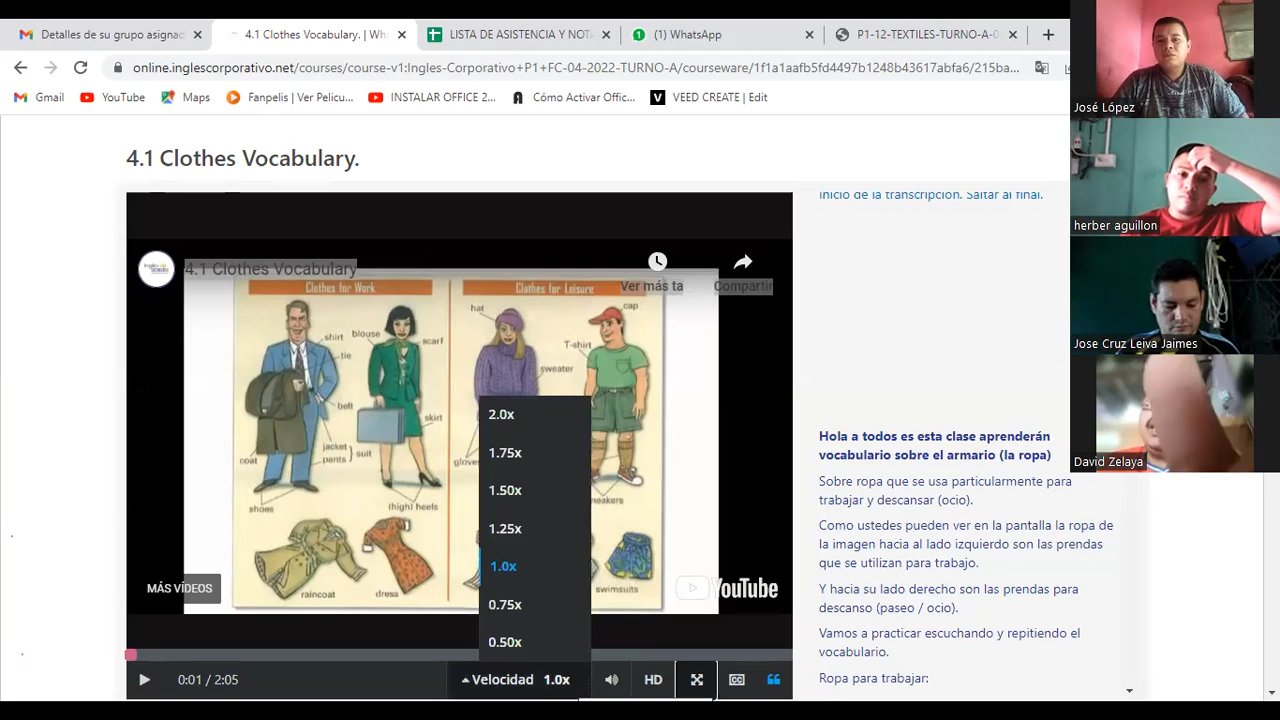 Detalles de su grupo asignac
4.1 Clothes Vocabulary. | Wh
LISTA DE ASISTENCIA Y NOTA
(1) WhatsApp
P1-12-TEXTILES-TURNO-A-0
online.inglescorporativo.net/courses/course-v1:Ingles-Corporativo+P1+FC-04-2022-TURNO-A/courseware/1f1a1aafb5fd4497b1248b43617abfa6/215ba...
Gmail
YouTube
Maps
Fanpelis | Ver Pelicu...
INSTALAR OFFICE 2...
Cómo Activar Offic...
VEED CREATE | Edit
José López
herber aguillon
Jose Cruz Leiva Jaimes
David Zelaya
4.1 Clothes Vocabulary.
4.1 Clothes Vocabulary
Ver más ta
Compartir
Clothes for Work
Clothes for Leisure
shirt
blouse
scarf
tie
belt
skirt
jacket
pants
suit
coat
shoes
(high) heels
raincoat
dress
hat
cap
T-shirt
sweater
glove
neakers
swimsuits
MÁS VÍDEOS
YouTube
2.0x
1.75x
1.50x
1.25x
1.0x
0.75x
0.50x
0:01 / 2:05
Velocidad 1.0x
HD
CC
Inicio de la transcripción. Saltar al final.
Hola a todos es esta clase aprenderán
vocabulario sobre el armario (la ropa)
Sobre ropa que se usa particularmente para
trabajar y descansar (ocio).
Como ustedes pueden ver en la pantalla la ropa de
la imagen hacia al lado izquierdo son las prendas
que se utilizan para trabajo.
Y hacia su lado derecho son las prendas para
descanso (paseo / ocio).
Vamos a practicar escuchando y repitiendo el
vocabulario.
Ropa para trabajar: